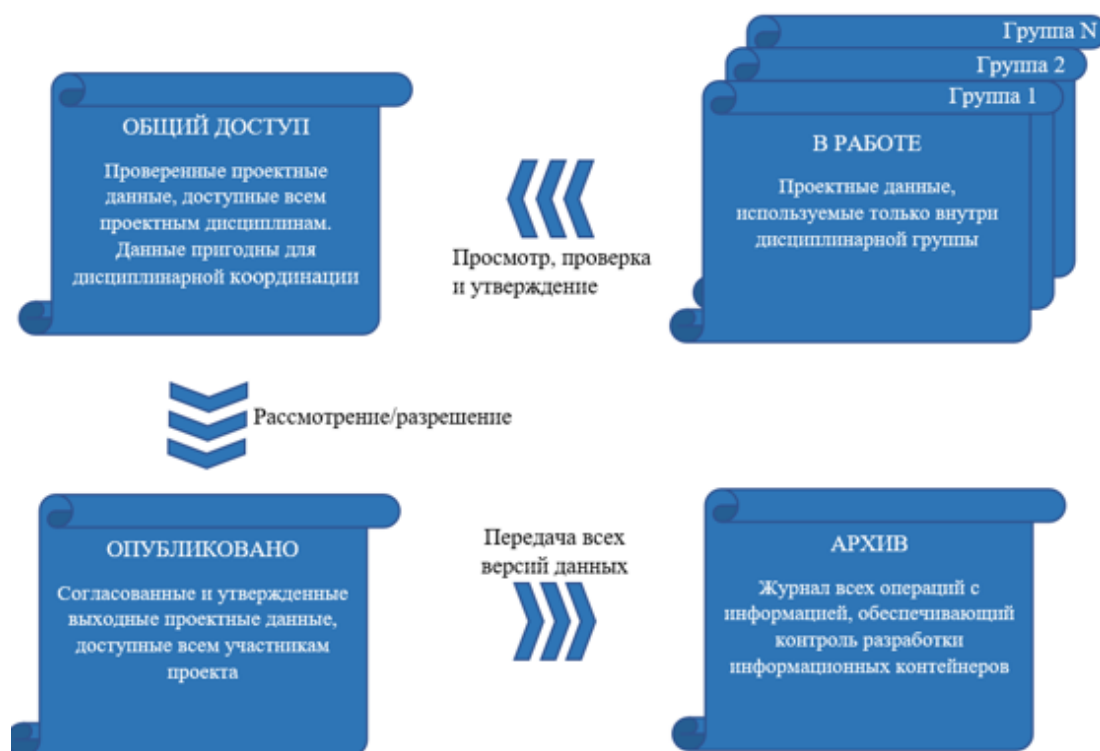 ОБЩИЙ ДОСТУП
Проверенные проектные
данные, доступные всем
проектным дисциплинам.
Данные пригодны для
дисциплинарной координации
Просмотр, проверка
и утверждение
Группа N
Группа 2
Группа 1
В РАБОТЕ
Проектные данные,
используемые только внутри
дисциплинарной группы
Рассмотрение/разрешение
ОПУБЛИКОВАНО
Согласованные и утвержденные
выходные проектные данные,
доступные всем участникам
проекта
Передача всех
версий данных
АРХИВ
Журнал всех операций с
информацией, обеспечивающий
контроль разработки
информационных контейнеров